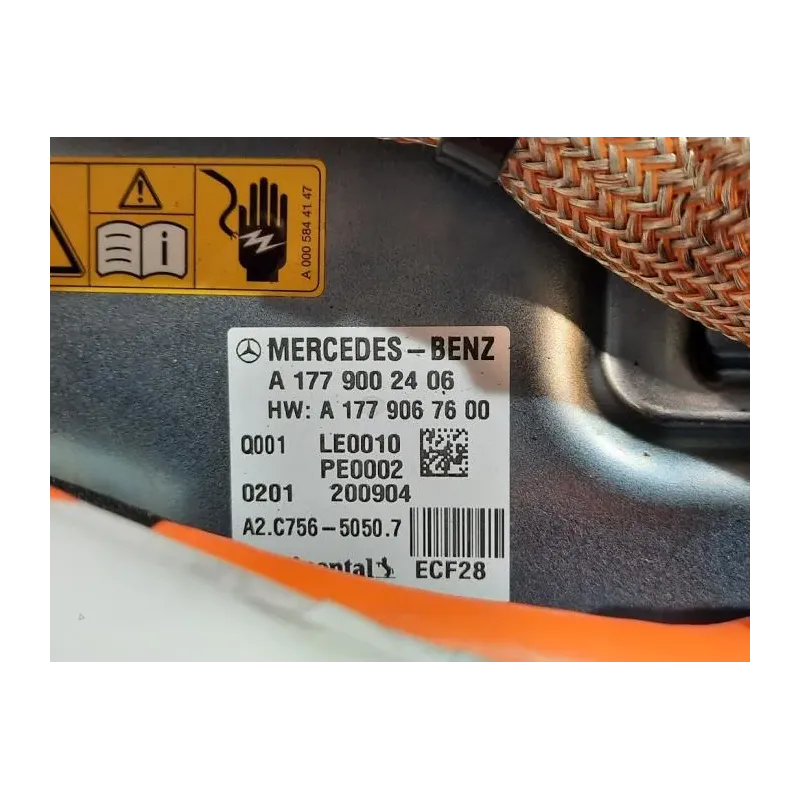 A 000 584 41 47
MERCEDES-BENZ
A 177 900 24 06
HW: A 177 906 76 00
Q001 LE0010
PE0002
0201 200904
A2.C756-5050.7
ECF28